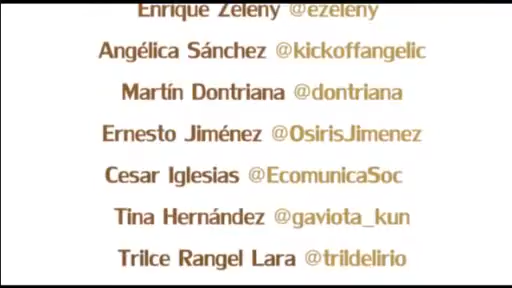 Enrique Zeleny @ezeleny
Angélica Sánchez @kickoffangelic
Martín Dontriana @dontriana
Ernesto Jiménez @OsirisJimenez
Cesar Iglesias @EcomunicaSoc
Tina Hernández @gaviota_kun
Trilce Rangel Lara @trildelirio